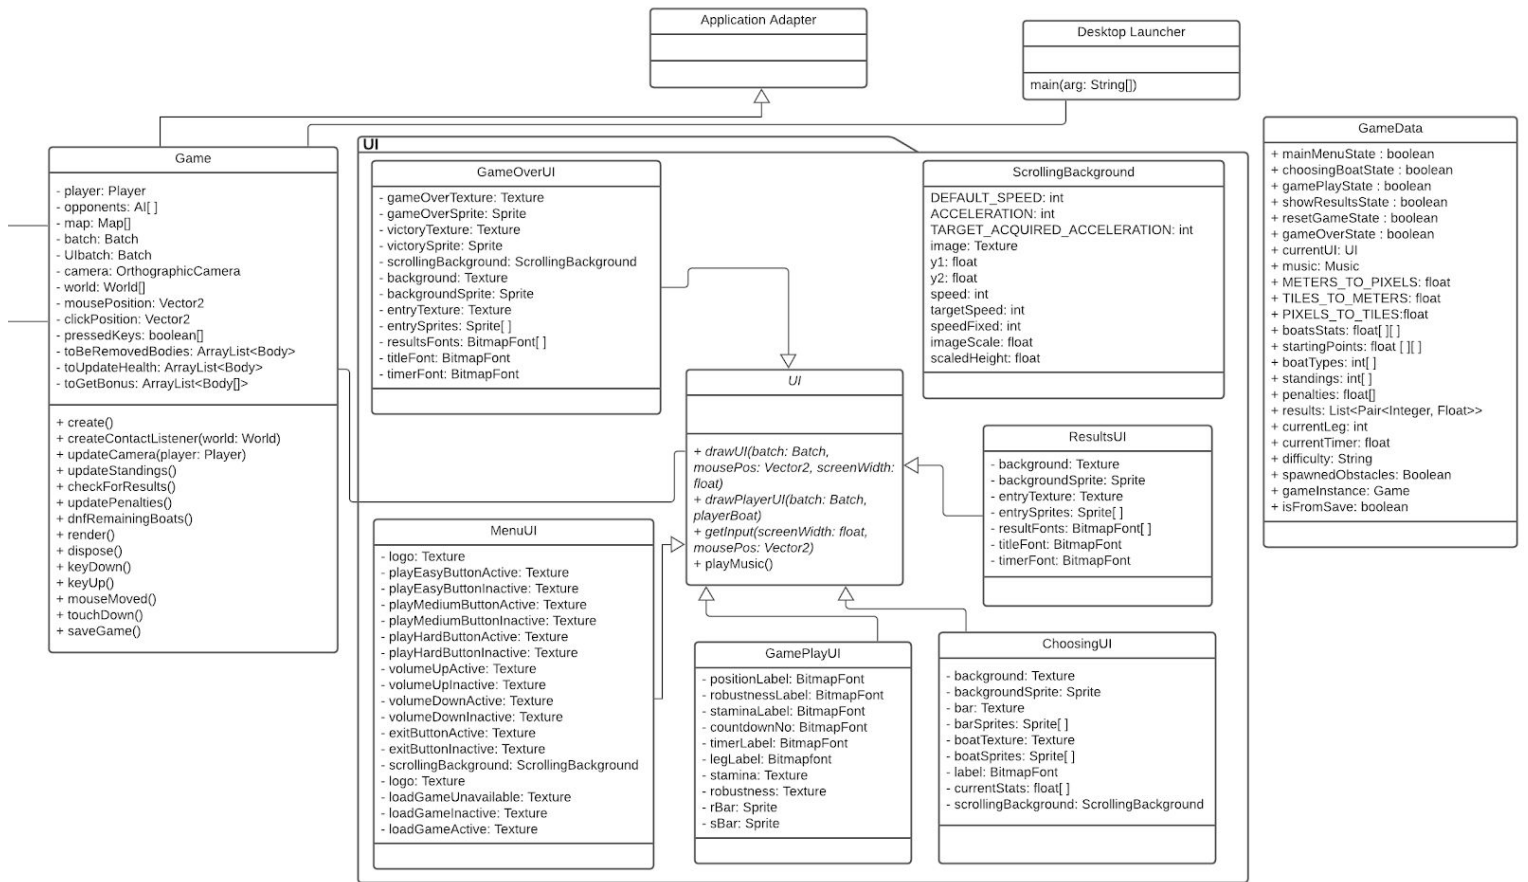 Application Adapter
Desktop Launcher
main(arg: String[])
Game
- player: Player
- opponents: AI[ ]
- map: Map[]
- batch: Batch
- UIbatch: Batch
- camera: OrthographicCamera
- world: World[]
- mousePosition: Vector2
- clickPosition: Vector2
- pressedKeys: boolean[]
- toBeRemovedBodies: ArrayList<Body>
- toUpdateHealth: ArrayList<Body>
- toGetBonus: ArrayList<Body[]>
+ create()
+ createContactListener(world: World)
+ updateCamera(player: Player)
+ updateStandings()
+ checkForResults()
+ updatePenalties()
+ dnfRemainingBoats()
+ render()
+ dispose()
+ keyDown()
+ keyUp()
+ mouseMoved()
+ touchDown()
+ saveGame()
UI
GameOverUI
- gameOverTexture: Texture
- gameOverSprite: Sprite
- victoryTexture: Texture
- victorySprite: Sprite
- scrollingBackground: ScrollingBackground
- background: Texture
- backgroundSprite: Sprite
- entryTexture: Texture
- entrySprites: Sprite[ ]
- resultsFonts: BitmapFont[ ]
- titleFont: BitmapFont
- timerFont: BitmapFont
ScrollingBackground
DEFAULT_SPEED: int
ACCELERATION: int
TARGET_ACQUIRED_ACCELERATION: int
image: Texture
y1: float
y2: float
speed: int
targetSpeed: int
speedFixed: int
imageScale: float
scaledHeight: float
UI
+ drawUI(batch: Batch,
mousePos: Vector2, screenWidth:
float)
+ drawPlayerUI(batch: Batch,
playerBoat)
+ getInput(screenWidth: float,
mousePos: Vector2)
+ playMusic()
ResultsUI
- background: Texture
- backgroundSprite: Sprite
- entryTexture: Texture
- entrySprites: Sprite[ ]
- resultFonts: BitmapFont[ ]
- titleFont: BitmapFont
- timerFont: BitmapFont
MenuUI
- logo: Texture
- playEasyButtonActive: Texture
- playEasyButtonInactive: Texture
- playMediumButtonActive: Texture
- playMediumButtonInactive: Texture
- playHardButtonActive: Texture
- playHardButtonInactive: Texture
- volumeUpActive: Texture
- volumeUpInactive: Texture
- volumeDownActive: Texture
- volumeDownInactive: Texture
- exitButtonActive: Texture
- exitButtonInactive: Texture
- scrollingBackground: ScrollingBackground
- logo: Texture
- loadGameUnavailable: Texture
- loadGameInactive: Texture
- loadGameActive: Texture
GamePlayUI
- positionLabel: BitmapFont
- robustnessLabel: BitmapFont
- staminaLabel: BitmapFont
- countdownNo: BitmapFont
- timerLabel: BitmapFont
- legLabel: Bitmapfont
- stamina: Texture
- robustness: Texture
- rBar: Sprite
- sBar: Sprite
ChoosingUI
- background: Texture
- backgroundSprite: Sprite
- bar: Texture
- barSprites: Sprite[ ]
- boatTexture: Texture
- boatSprites: Sprite[ ]
- label: BitmapFont
- currentStats: float[ ]
- scrollingBackground: ScrollingBackground
GameData
+ mainMenuState : boolean
+ choosingBoatState : boolean
+ gamePlayState : boolean
+ showResultsState : boolean
+ resetGameState : boolean
+ gameOverState : boolean
+ currentUI: UI
+ music: Music
+ METERS_TO_PIXELS: float
+ TILES_TO_METERS: float
+ PIXELS_TO_TILES:float
+ boatsStats: float[ ][ ]
+ startingPoints: float [ ][ ]
+ boatTypes: int[ ]
+ standings: int[ ]
+ penalties: float[]
+ results: List<Pair<Integer, Float>>
+ currentLeg: int
+ currentTimer: float
+ difficulty: String
+ spawnedObstacles: Boolean
+ gameInstance: Game
+ isFromSave: boolean